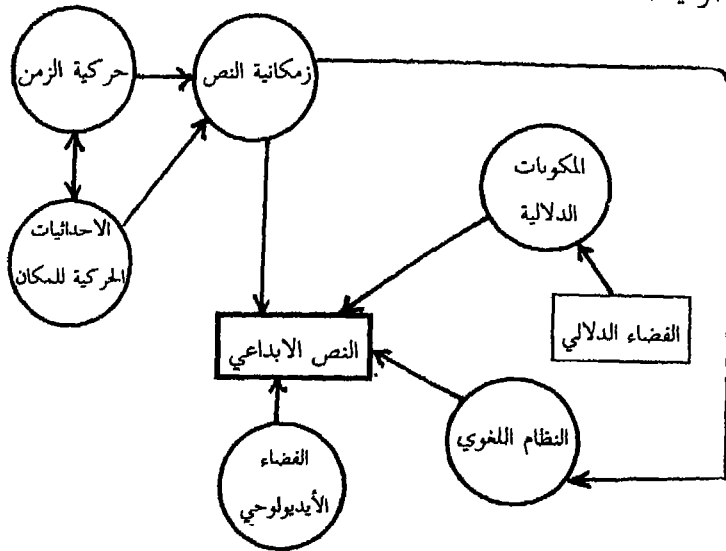 حركية الزمن
زمكانية النص
المكونات
الدلالية
الاحداثيات
الحركية للمكان
الفضاء الدلالي
النص الابداعي
النظام اللغوي
الفضاء
الأيديولوحي